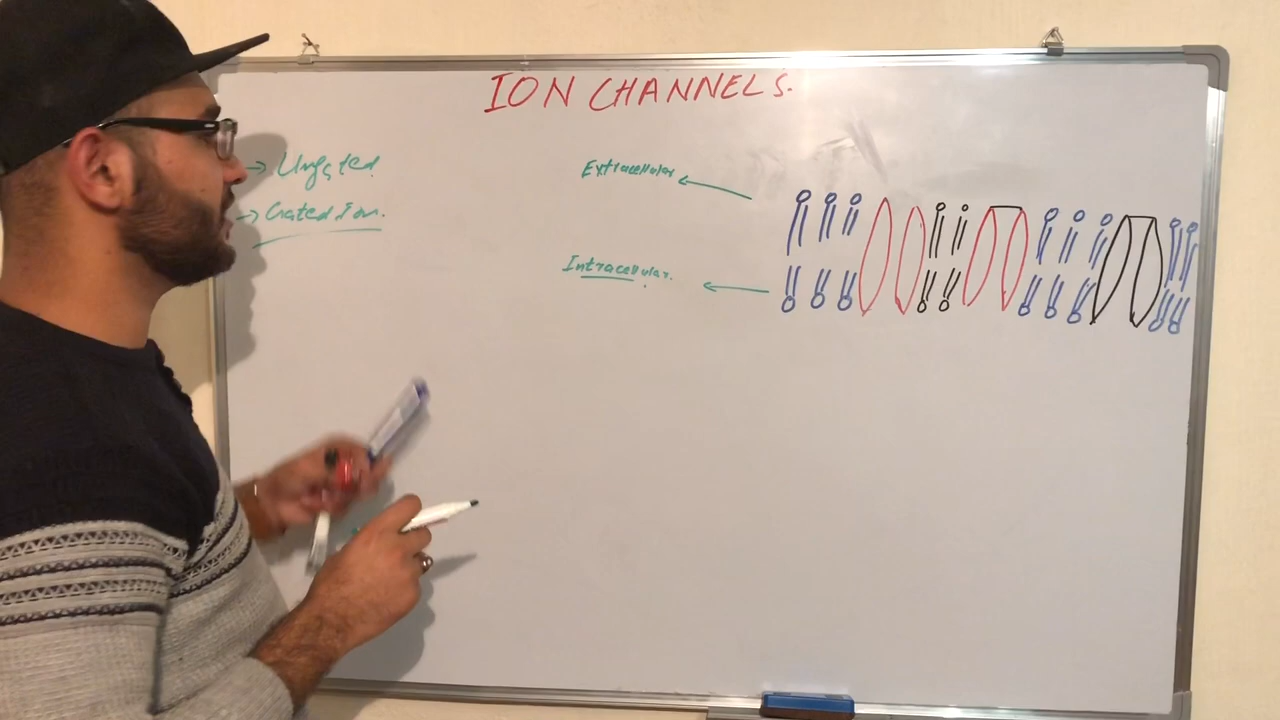 ION CHANNELS.
→ Ungated
→ Gated Ion.
Extracellular
Intracellular.